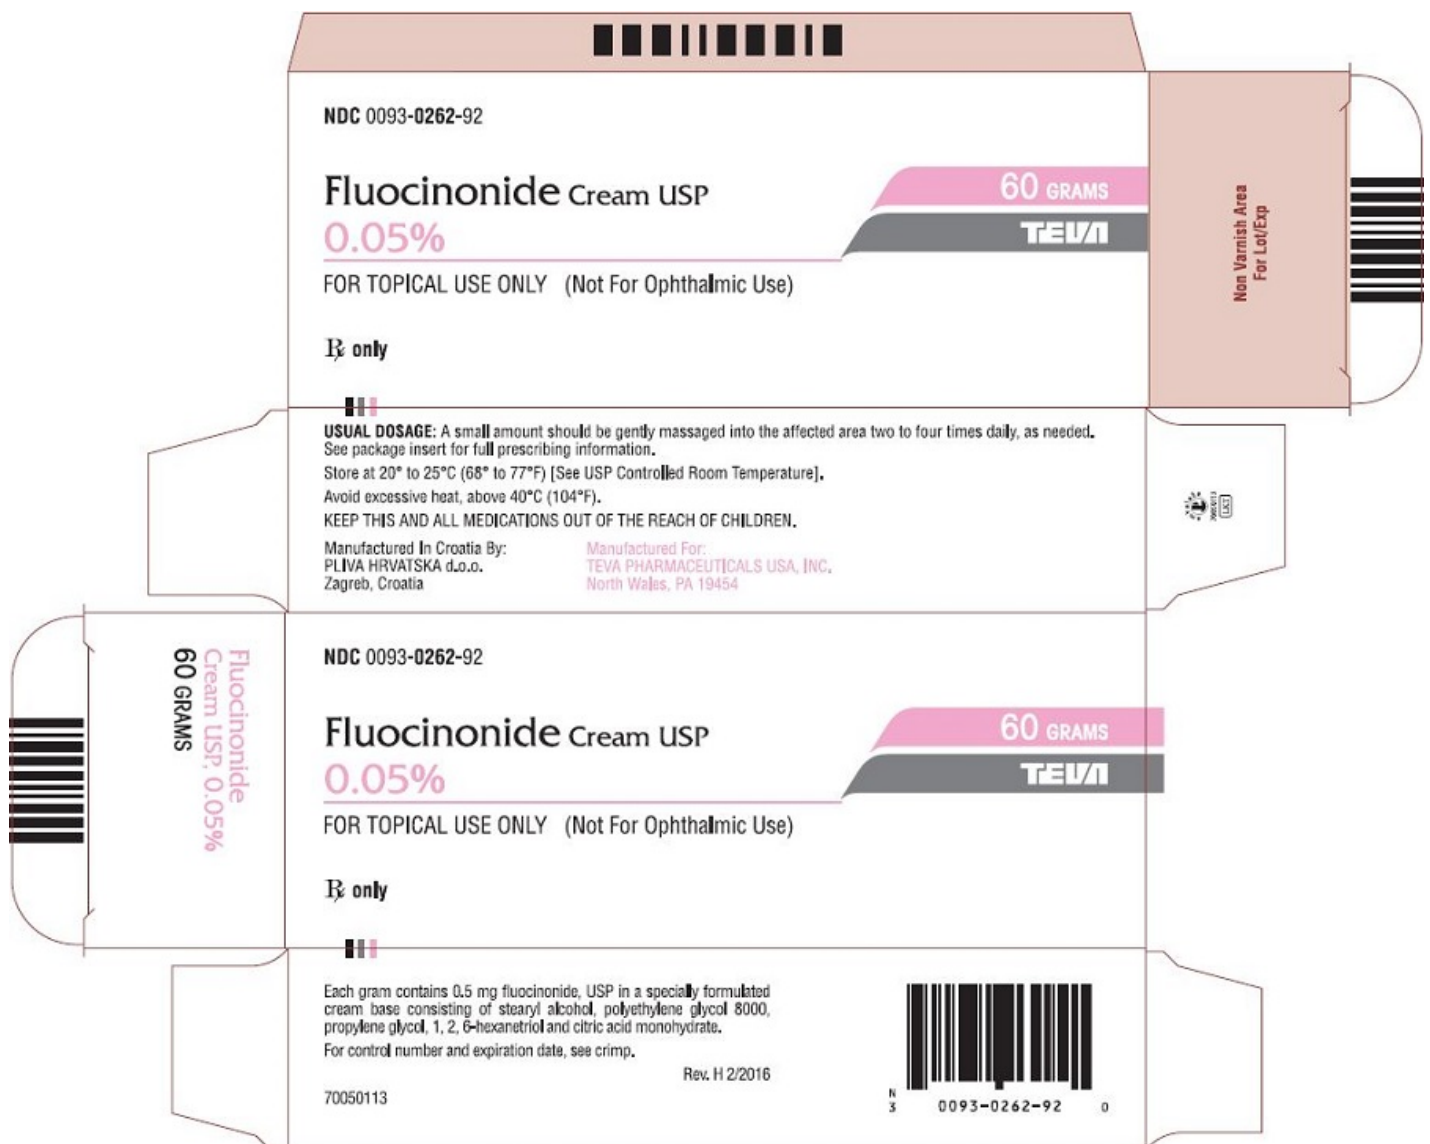 NDC 0093-0262-92
Fluocinonide Cream USP
0.05%
60 GRAMS
TEVA
FOR TOPICAL USE ONLY (Not For Ophthalmic Use)
℞ only
Non Varnish Area
For Lot/Exp
USUAL DOSAGE: A small amount should be gently massaged into the affected area two to four times daily, as needed.
See package insert for full prescribing information.
Store at 20° to 25°C (68° to 77°F) [See USP Controlled Room Temperature].
Avoid excessive heat, above 40°C (104°F).
KEEP THIS AND ALL MEDICATIONS OUT OF THE REACH OF CHILDREN.
Manufactured In Croatia By:
PLIVA HRVATSKA d.o.o.
Zagreb, Croatia
Manufactured For:
TEVA PHARMACEUTICALS USA, INC.
North Wales, PA 19454
70050113
Fluocinonide
Cream USP, 0.05%
60 GRAMS
NDC 0093-0262-92
Fluocinonide Cream USP
0.05%
60 GRAMS
TEVA
FOR TOPICAL USE ONLY (Not For Ophthalmic Use)
℞ only
Each gram contains 0.5 mg fluocinonide, USP in a specially formulated
cream base consisting of stearyl alcohol, polyethylene glycol 8000,
propylene glycol, 1, 2, 6-hexanetriol and citric acid monohydrate.
For control number and expiration date, see crimp.
Rev. H 2/2016
70050113
N
3 0093-0262-92 0